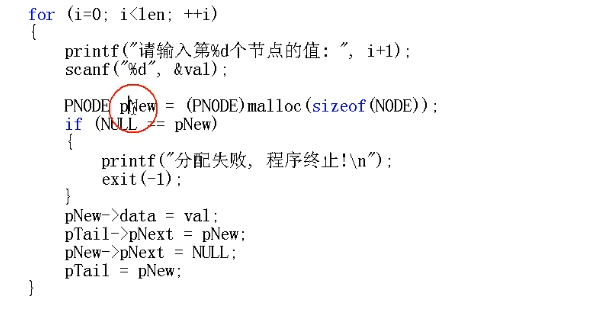 for (i=0; i<len; ++i)
{
printf("请输入第%d个节点的值: ", i+1);
scanf("%d", &val);
PNODE pNew = (PNODE)malloc(sizeof(NODE));
if (NULL == pNew)
{
printf("分配失败, 程序终止!\n");
exit(-1);
}
pNew->data = val;
pTail->pNext = pNew;
pNew->pNext = NULL;
pTail = pNew;
}